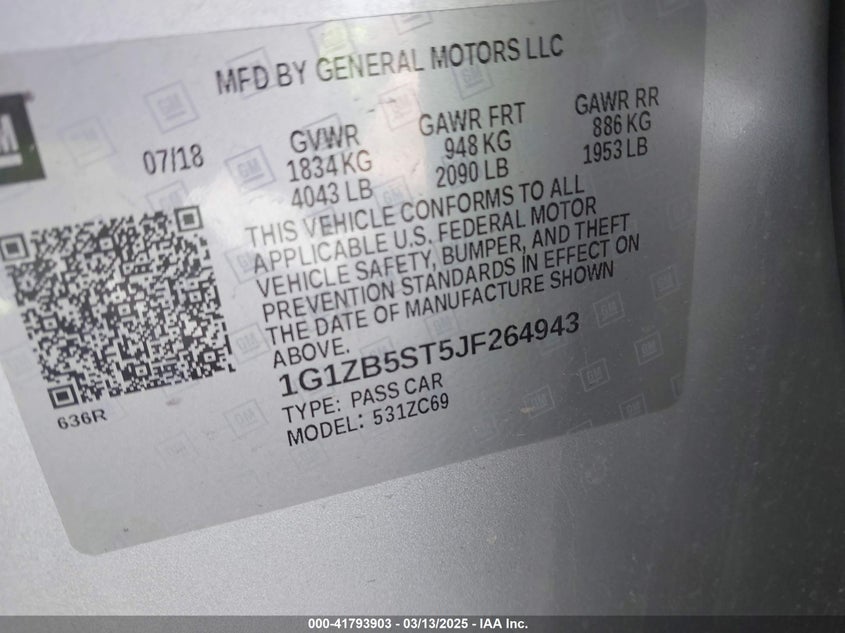 MFD BY GENERAL MOTORS LLC
GM
07/18
GVWR
1834 KG
4043 LB
GAWR FRT
948 KG
2090 LB
GAWR RR
886 KG
1953 LB
THIS VEHICLE CONFORMS TO ALL
APPLICABLE U.S. FEDERAL MOTOR
VEHICLE SAFETY, BUMPER, AND THEFT
PREVENTION STANDARDS IN EFFECT ON
THE DATE OF MANUFACTURE SHOWN
ABOVE.
1G1ZB5ST5JF264943
TYPE: PASS CAR
MODEL: 531ZC69
636R
000-41793903 - 03/13/2025 - IAA Inc.